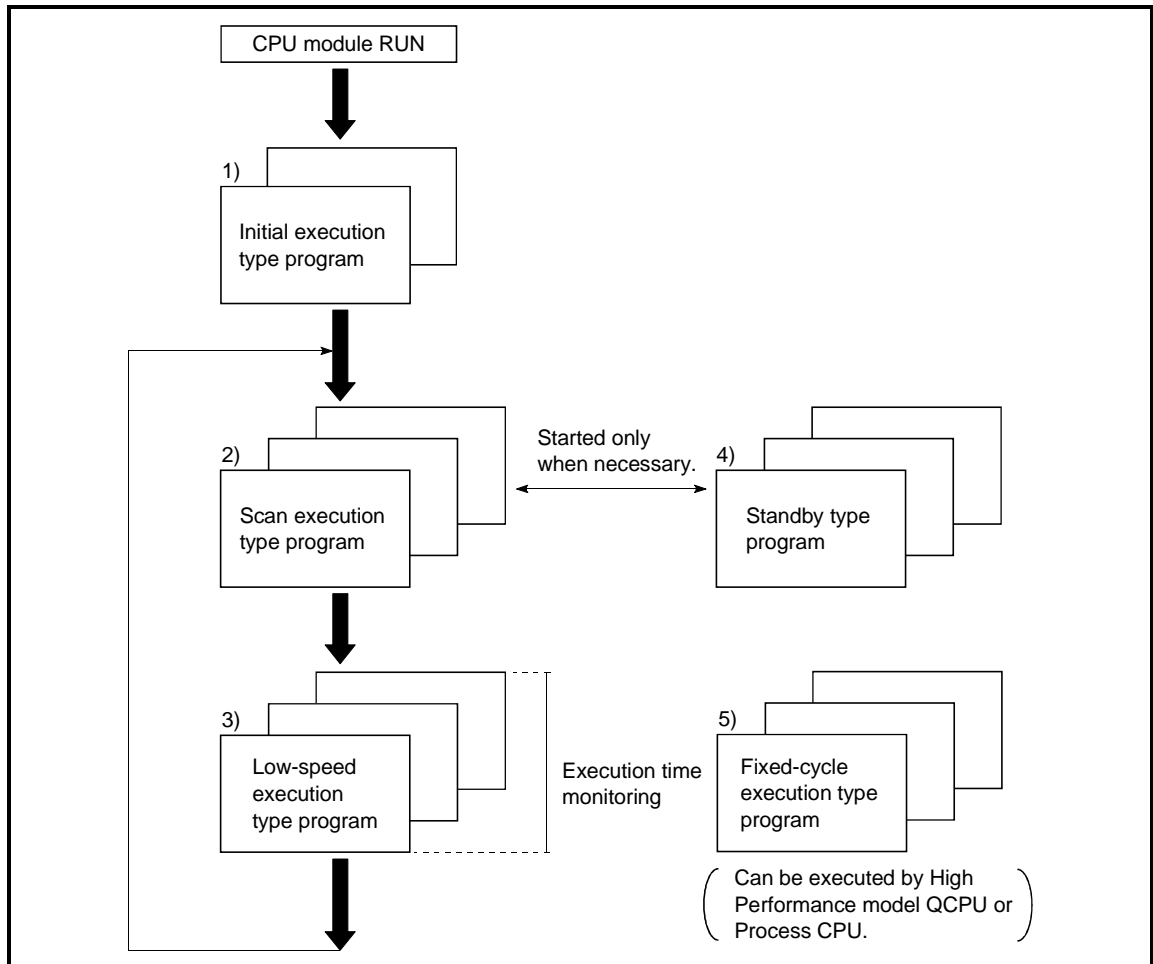 CPU module RUN
1)
Initial execution
type program
2)
Scan execution
type program
Started only
when necessary.
4)
Standby type
program
3)
Low-speed
execution
type program
Execution time
monitoring
5)
Fixed-cycle
execution type
program
Can be executed by High
Performance model QCPU or
Process CPU.